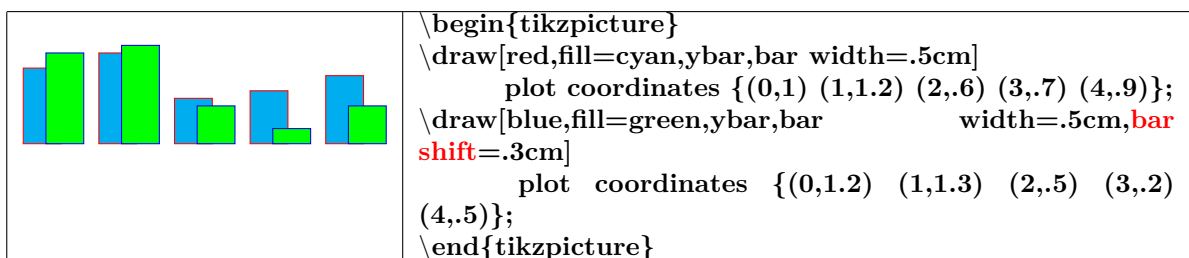 \begin{tikzpicture}
\draw[red,fill=cyan,ybar,bar width=.5cm]
plot coordinates {(0,1) (1,1.2) (2,.6) (3,.7) (4,.9)};
\draw[blue,fill=green,ybar,bar width=.5cm,bar
shift=.3cm]
plot coordinates {(0,1.2) (1,1.3) (2,.5) (3,.2)
(4,.5)};
\end{tikzpicture}